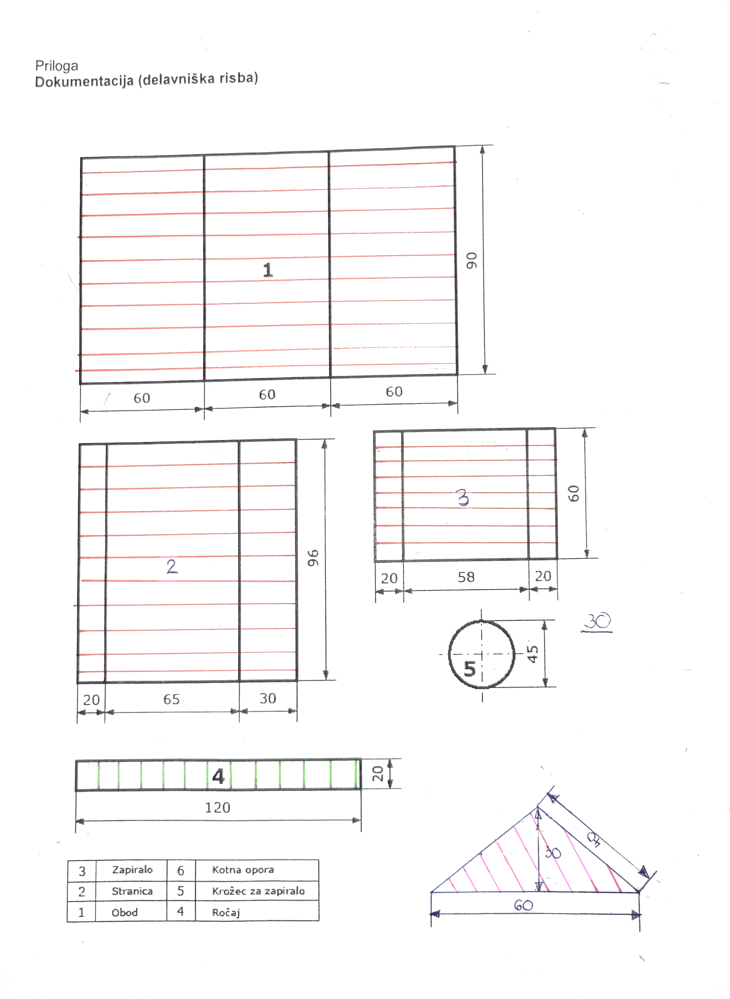 Priloga
Dokumentacija (delavniška risba)
1
90
60 60 60
2
96
20 65 30
3
60
20 58 20
5
45
30
4
20
120
30
40
60
3 Zapiralo 6 Kotna opora
2 Stranica 5 Krožec za zapiralo
1 Obod 4 Ročaj